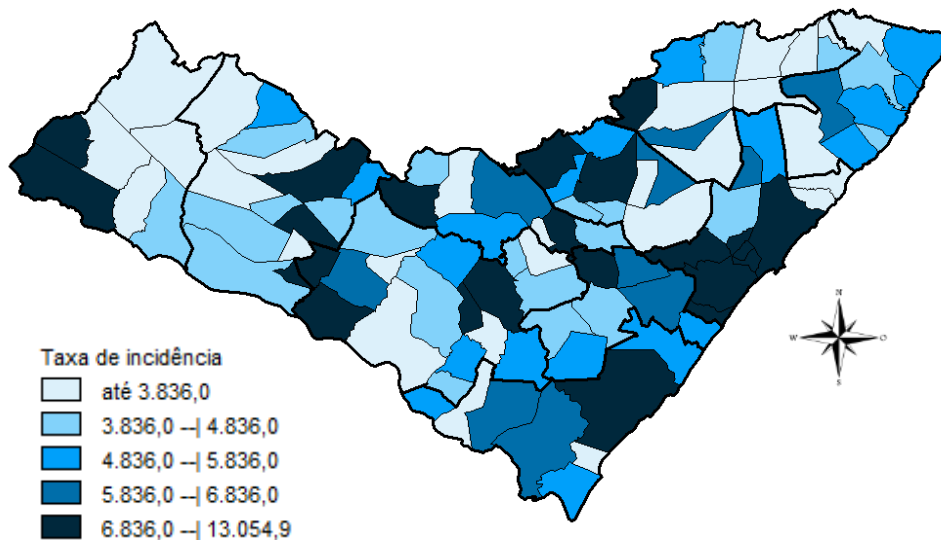 N
W
O
S
Taxa de incidência
até 3.836,0
3.836,0 --| 4.836,0
4.836,0 --| 5.836,0
5.836,0 --| 6.836,0
6.836,0 --| 13.054,9